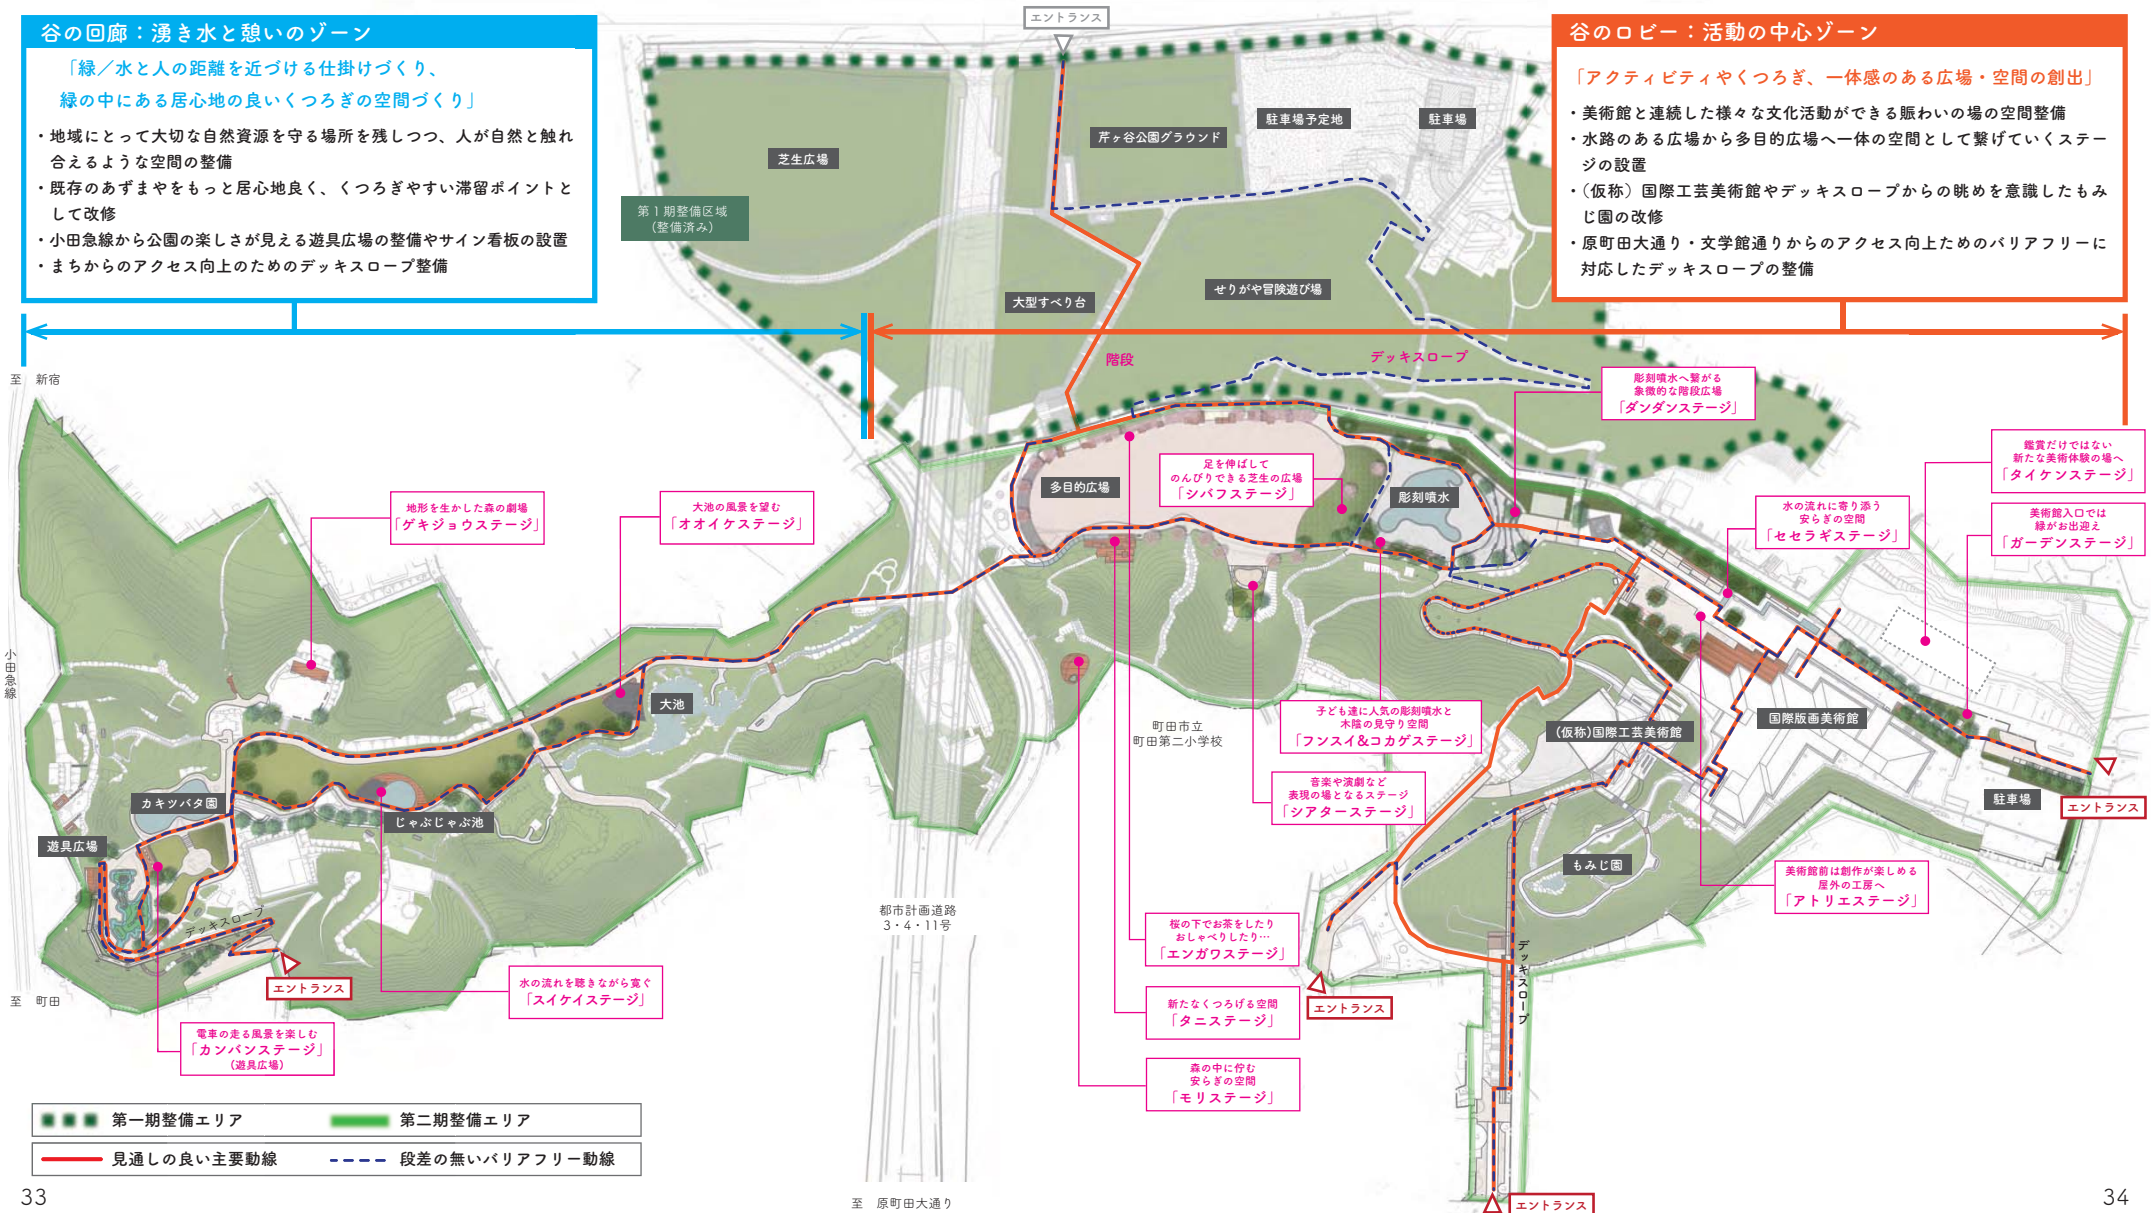 谷の回廊：湧き水と憩いのゾーン
「緑／水と人の距離を近づける仕掛けづくり、
緑の中にある居心地の良いくつろぎの空間づくり」
・地域にとって大切な自然資源を守る場所を残しつつ、人が自然と触れ
合えるような空間の整備
・既存のあずまやをもっと居心地良く、くつろぎやすい滞留ポイントと
して改修
・小田急線から公園の楽しさが見える遊具広場の整備やサイン看板の設置
・まちからのアクセス向上のためのデッキスロープ整備
エントランス
谷のロビー：活動の中心ゾーン
「アクティビティやくつろぎ、一体感のある広場・空間の創出」
・美術館と連続した様々な文化活動ができる賑わいの場の空間整備
・水路のある広場から多目的広場へ一体の空間として繋げていくステー
ジの設置
・（仮称）国際工芸美術館やデッキスロープからの眺めを意識したもみ
じ園の改修
・原町田大通り・文学館通りからのアクセス向上ためのバリアフリーに
対応したデッキスロープの整備
芝生広場
芹ヶ谷公園グラウンド
駐車場予定地
駐車場
第1期整備区域
（整備済み）
大型すべり台
せりがや冒険遊び場
階段
デッキスロープ
至 新宿
小田急線
至 町田
彫刻噴水へ繋がる
象徴的な階段広場
「ダンダンステージ」
鑑賞だけではない
新たな美術体験の場へ
「タイケンステージ」
美術館入口では
緑がお出迎え
「ガーデンステージ」
水の流れに寄り添う
安らぎの空間
「セセラギステージ」
足を伸ばして
のんびりできる芝生の広場
「シバフステージ」
多目的広場
彫刻噴水
地形を生かした森の劇場
「ゲキジョウステージ」
大池の風景を望む
「オオイケステージ」
大池
町田市立
町田第二小学校
子ども達に人気の彫刻噴水と
木陰の見守り空間
「フンスイ&コカゲステージ」
音楽や演劇など
表現の場となるステージ
「シアターステージ」
(仮称)国際工芸美術館
国際版画美術館
駐車場
エントランス
カキツバタ園
じゃぶじゃぶ池
遊具広場
デッキスロープ
エントランス
もみじ園
美術館前は創作が楽しめる
屋外の工房へ
「アトリエステージ」
都市計画道路
3・4・11号
桜の下でお茶をしたり
おしゃべりしたり…
「エンガワステージ」
新たなくつろげる空間
「タニステージ」
森の中に佇む
安らぎの空間
「モリステージ」
エントランス
デッキスロープ
水の流れを聴きながら寛ぐ
「スイケイステージ」
電車の走る風景を楽しむ
「カンバンステージ」
（遊具広場）
第一期整備エリア
第二期整備エリア
見通しの良い主要動線
段差の無いバリアフリー動線
至 原町田大通り
エントランス
33
34